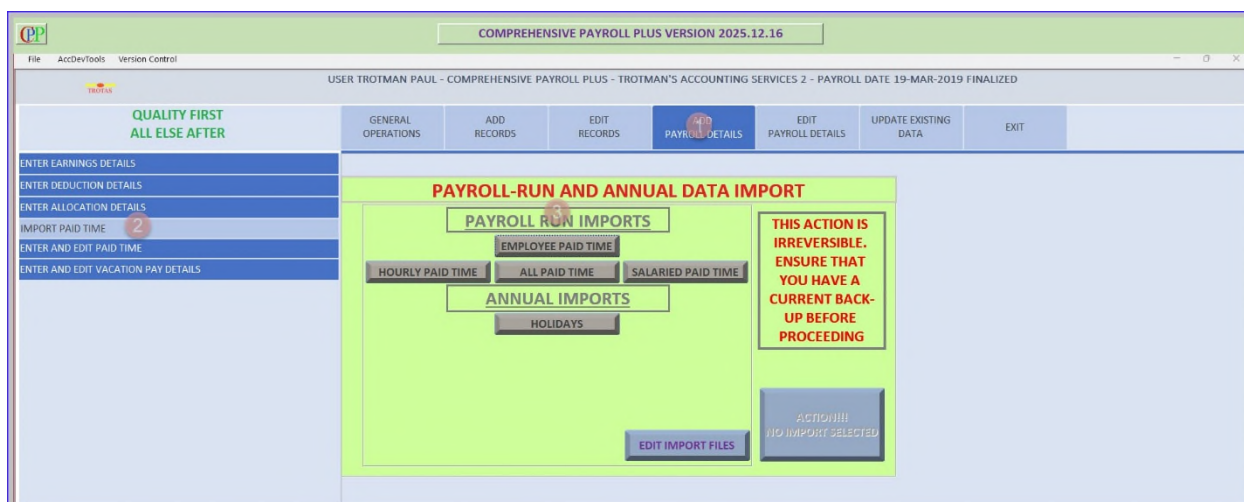 CPP
COMPREHENSIVE PAYROLL PLUS VERSION 2025.12.16
File AccDevTools Version Control
TROTAS
USER TROTMAN PAUL - COMPREHENSIVE PAYROLL PLUS - TROTMAN'S ACCOUNTING SERVICES 2 - PAYROLL DATE 19-MAR-2019 FINALIZED
QUALITY FIRST
ALL ELSE AFTER
GENERAL
OPERATIONS
ADD
RECORDS
EDIT
RECORDS
ADD
PAYROLL DETAILS
1
EDIT
PAYROLL DETAILS
UPDATE EXISTING
DATA
EXIT
ENTER EARNINGS DETAILS
ENTER DEDUCTION DETAILS
ENTER ALLOCATION DETAILS
IMPORT PAID TIME 2
ENTER AND EDIT PAID TIME
ENTER AND EDIT VACATION PAY DETAILS
PAYROLL-RUN AND ANNUAL DATA IMPORT
3
PAYROLL RUN IMPORTS
EMPLOYEE PAID TIME
HOURLY PAID TIME ALL PAID TIME SALARIED PAID TIME
ANNUAL IMPORTS
HOLIDAYS
EDIT IMPORT FILES
THIS ACTION IS
IRREVERSIBLE.
ENSURE THAT
YOU HAVE A
CURRENT BACK-
UP BEFORE
PROCEEDING
ACTION!!!
NO IMPORT SELECTED